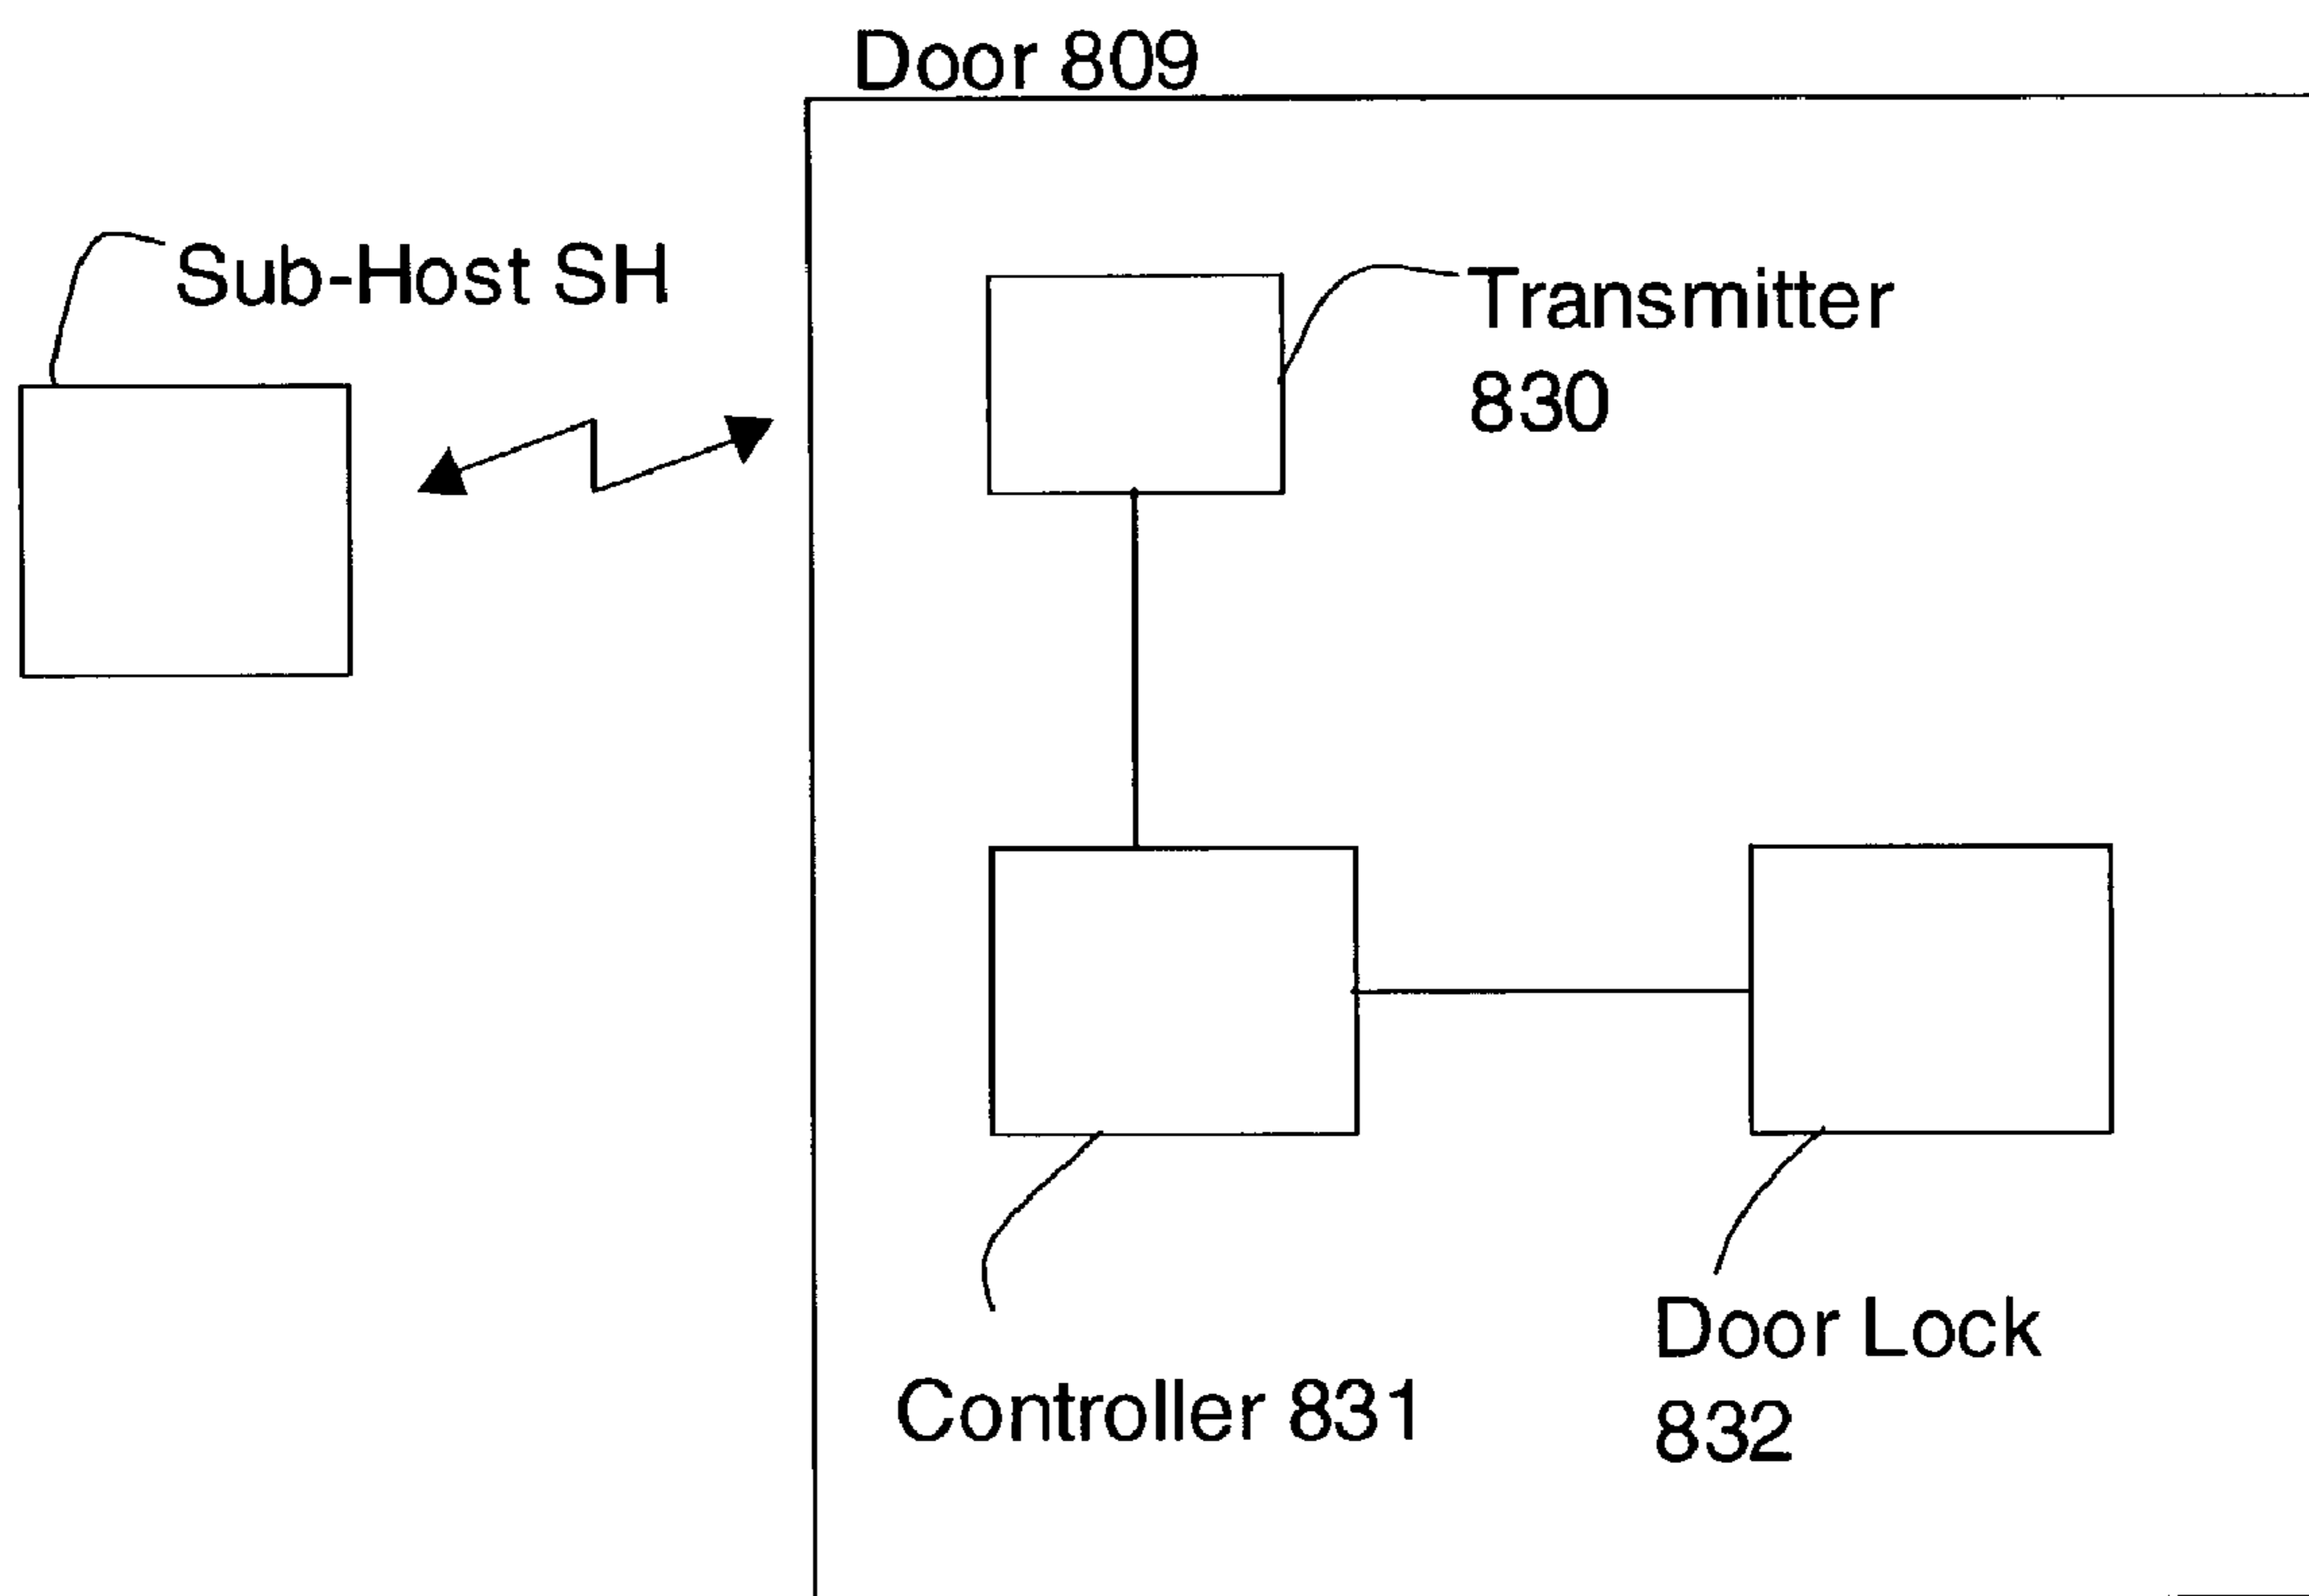 Door 809
Sub-Host SH
Transmitter
830
Controller 831
Door Lock
832